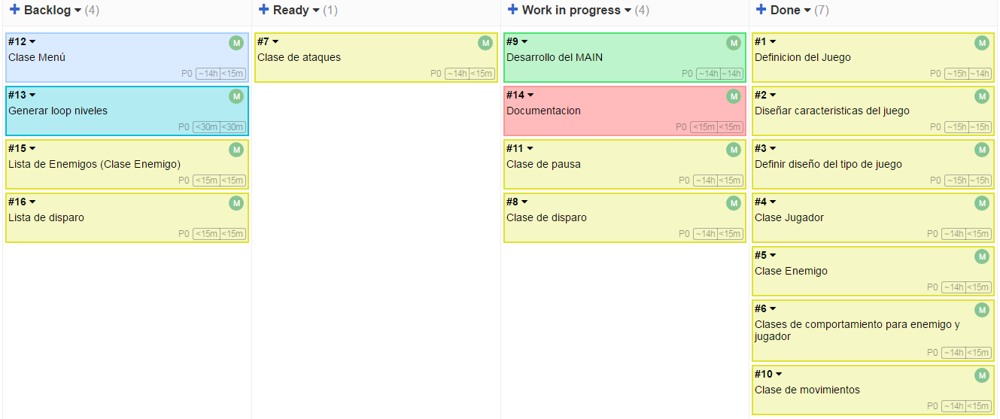 Backlog (4)
#12
M
Clase Menú
P0 ~14h <15m
#13
M
Generar loop niveles
P0 <30m <30m
#15
M
Lista de Enemigos (Clase Enemigo)
P0 <15m <15m
#16
M
Lista de disparo
P0 <15m <15m
Ready (1)
#7
M
Clase de ataques
P0 ~14h <15m
Work in progress (4)
#9
M
Desarrollo del MAIN
P0 ~14h ~14h
#14
M
Documentacion
P0 <15m <15m
#11
M
Clase de pausa
P0 ~14h <15m
#8
M
Clase de disparo
P0 ~14h <15m
Done (7)
#1
M
Definicion del Juego
P0 ~15h ~14h
#2
M
Diseñar caracteristicas del juego
P0 ~15h ~15h
#3
M
Definir diseño del tipo de juego
P0 ~15h ~15h
#4
M
Clase Jugador
P0 ~14h <15m
#5
M
Clase Enemigo
P0 ~14h <15m
#6
M
Clases de comportamiento para enemigo y
jugador
P0 ~14h <15m
#10
M
Clase de movimientos
P0 ~14h <15m